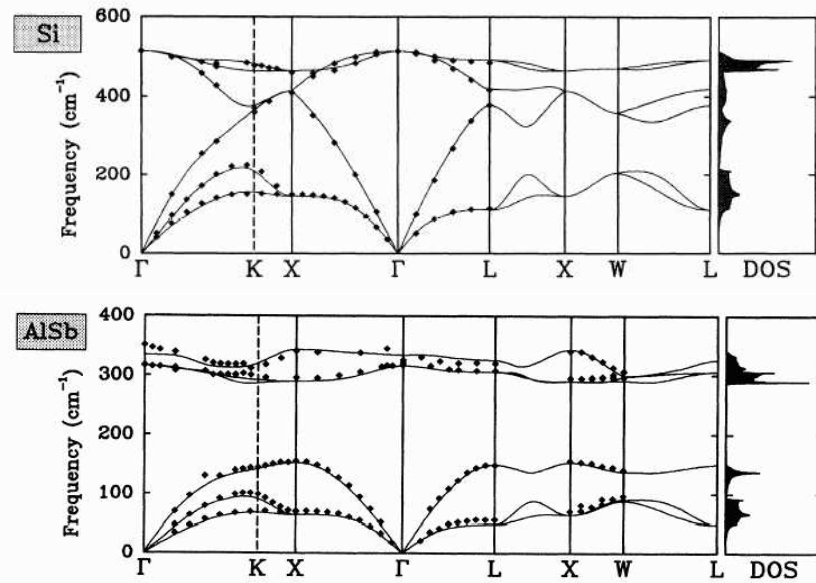 Si
Frequency (cm⁻¹)
600
400
200
0
Γ K X Γ L X W L DOS
AlSb
Frequency (cm⁻¹)
400
300
200
100
0
Γ K X Γ L X W L DOS